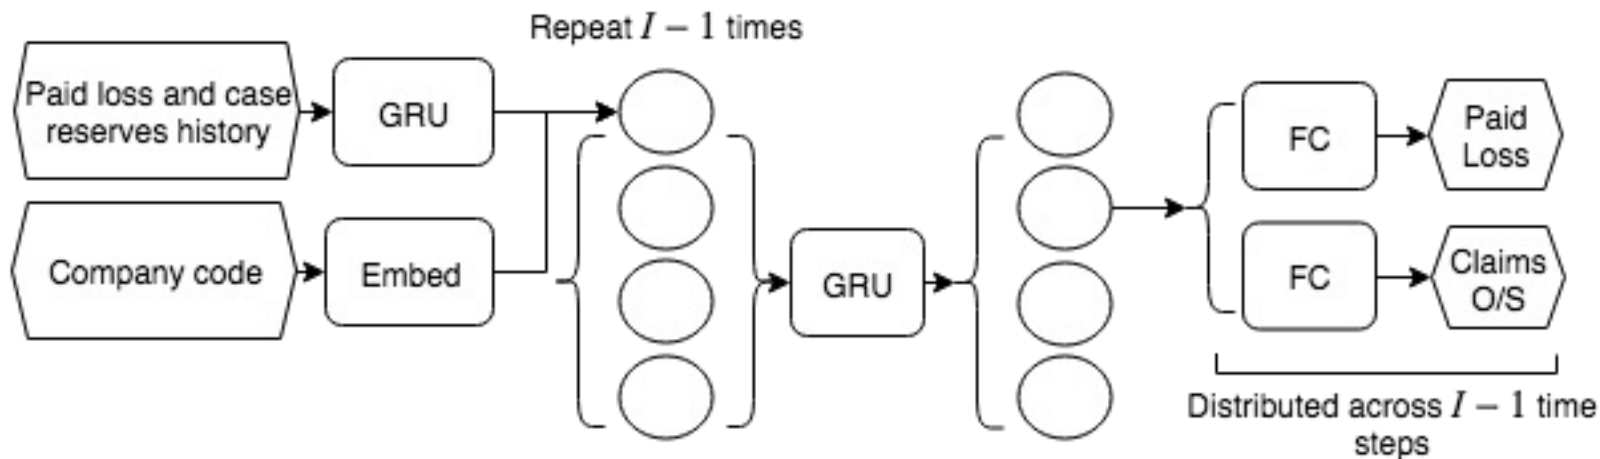 Repeat I − 1 times
Paid loss and case
reserves history
GRU
Company code
Embed
GRU
FC
Paid
Loss
FC
Claims
O/S
Distributed across I − 1 time
steps